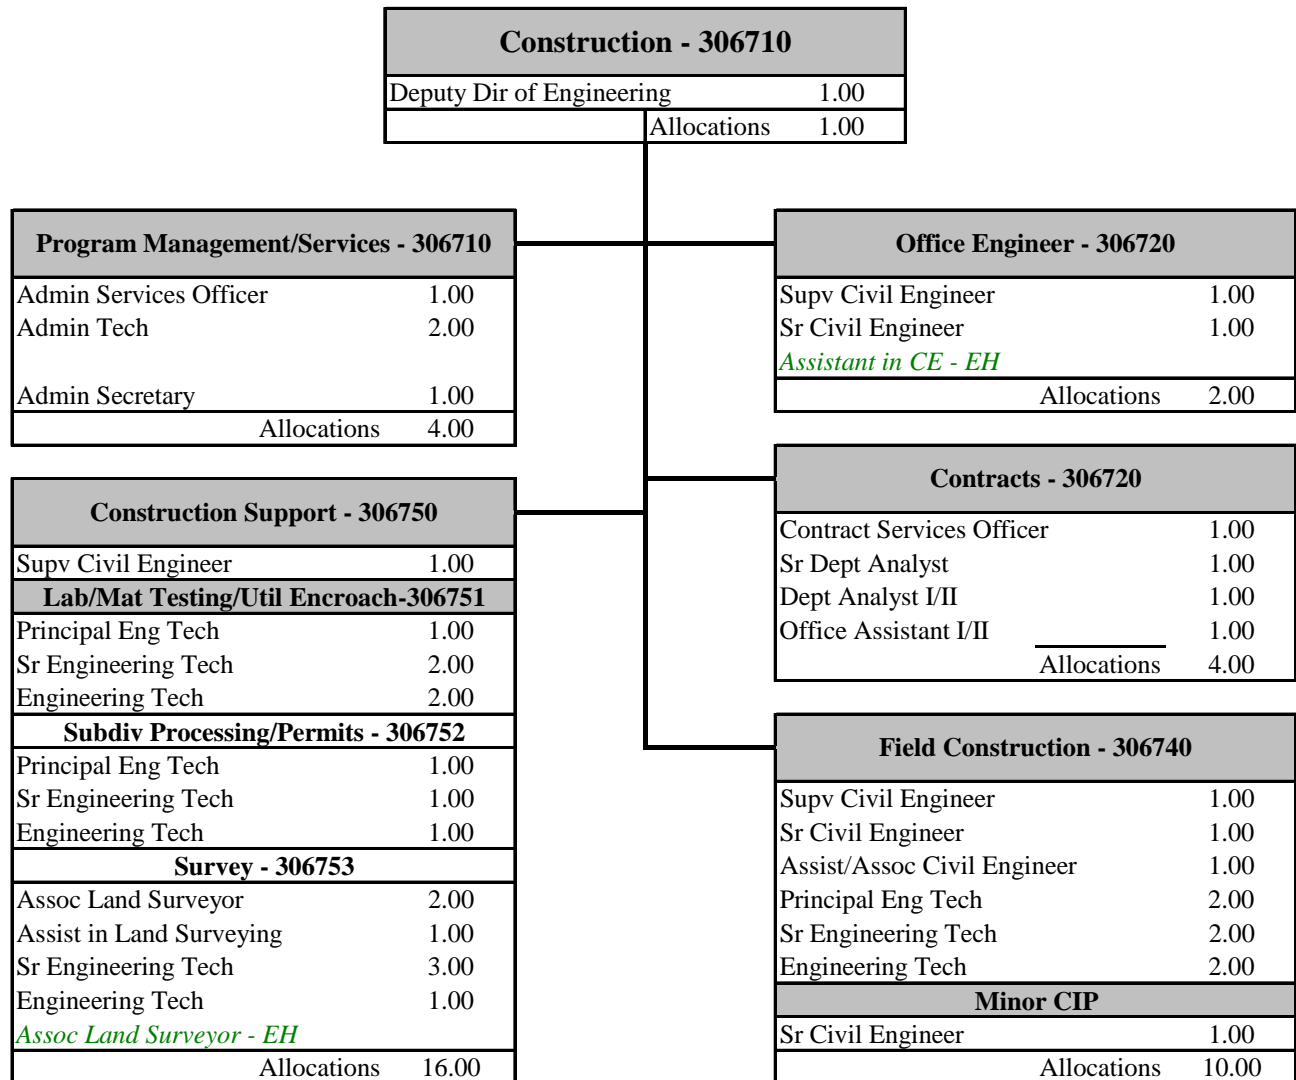 Construction - 306710
Deputy Dir of Engineering 1.00
Allocations 1.00
Program Management/Services - 306710
Admin Services Officer 1.00
Admin Tech 2.00
Admin Secretary 1.00
Allocations 4.00
Construction Support - 306750
Supv Civil Engineer 1.00
Lab/Mat Testing/Util Encroach-306751
Principal Eng Tech 1.00
Sr Engineering Tech 2.00
Engineering Tech 2.00
Subdiv Processing/Permits - 306752
Principal Eng Tech 1.00
Sr Engineering Tech 1.00
Engineering Tech 1.00
Survey - 306753
Assoc Land Surveyor 2.00
Assist in Land Surveying 1.00
Sr Engineering Tech 3.00
Engineering Tech 1.00
Assoc Land Surveyor - EH
Allocations 16.00
Office Engineer - 306720
Supv Civil Engineer 1.00
Sr Civil Engineer 1.00
Assistant in CE - EH
Allocations 2.00
Contracts - 306720
Contract Services Officer 1.00
Sr Dept Analyst 1.00
Dept Analyst I/II 1.00
Office Assistant I/II 1.00
Allocations 4.00
Field Construction - 306740
Supv Civil Engineer 1.00
Sr Civil Engineer 1.00
Assist/Assoc Civil Engineer 1.00
Principal Eng Tech 2.00
Sr Engineering Tech 2.00
Engineering Tech 2.00
Minor CIP
Sr Civil Engineer 1.00
Allocations 10.00